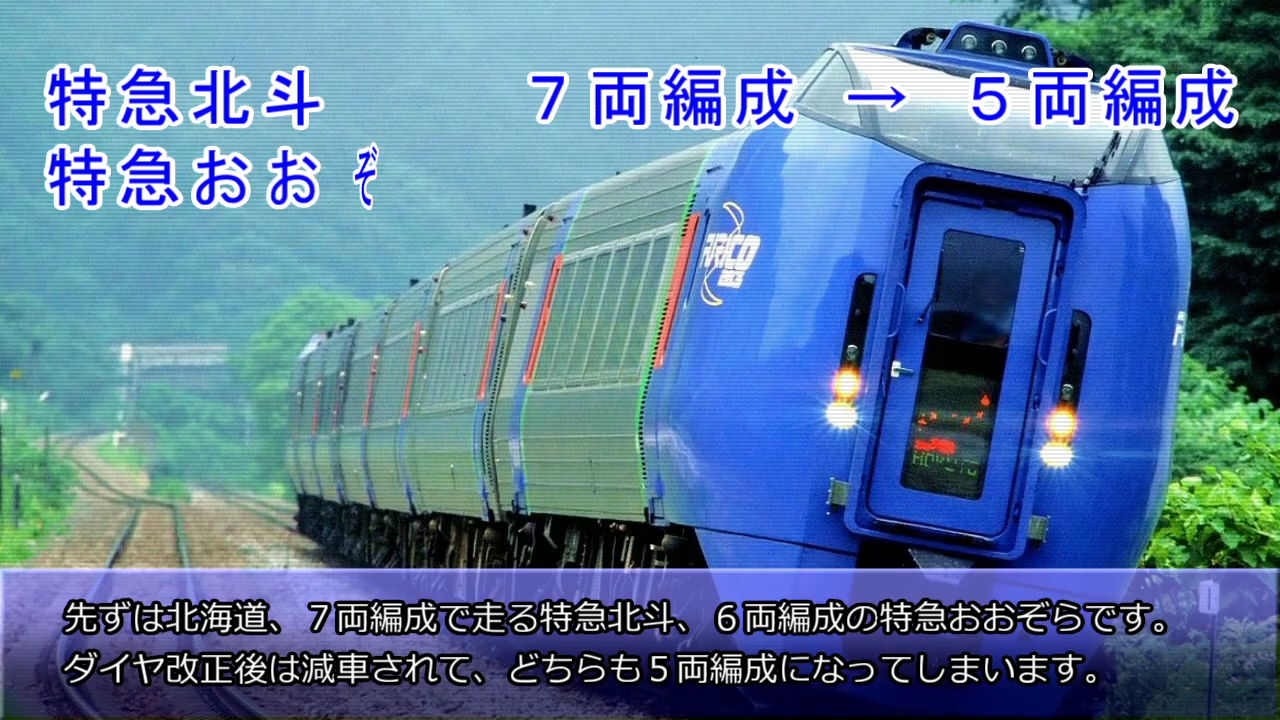 特急北斗　　　７両編成 → ５両編成
特急おおぞ
HOKUTO
先ずは北海道、７両編成で走る特急北斗、６両編成の特急おおぞらです。
ダイヤ改正後は減車されて、どちらも５両編成になってしまいます。